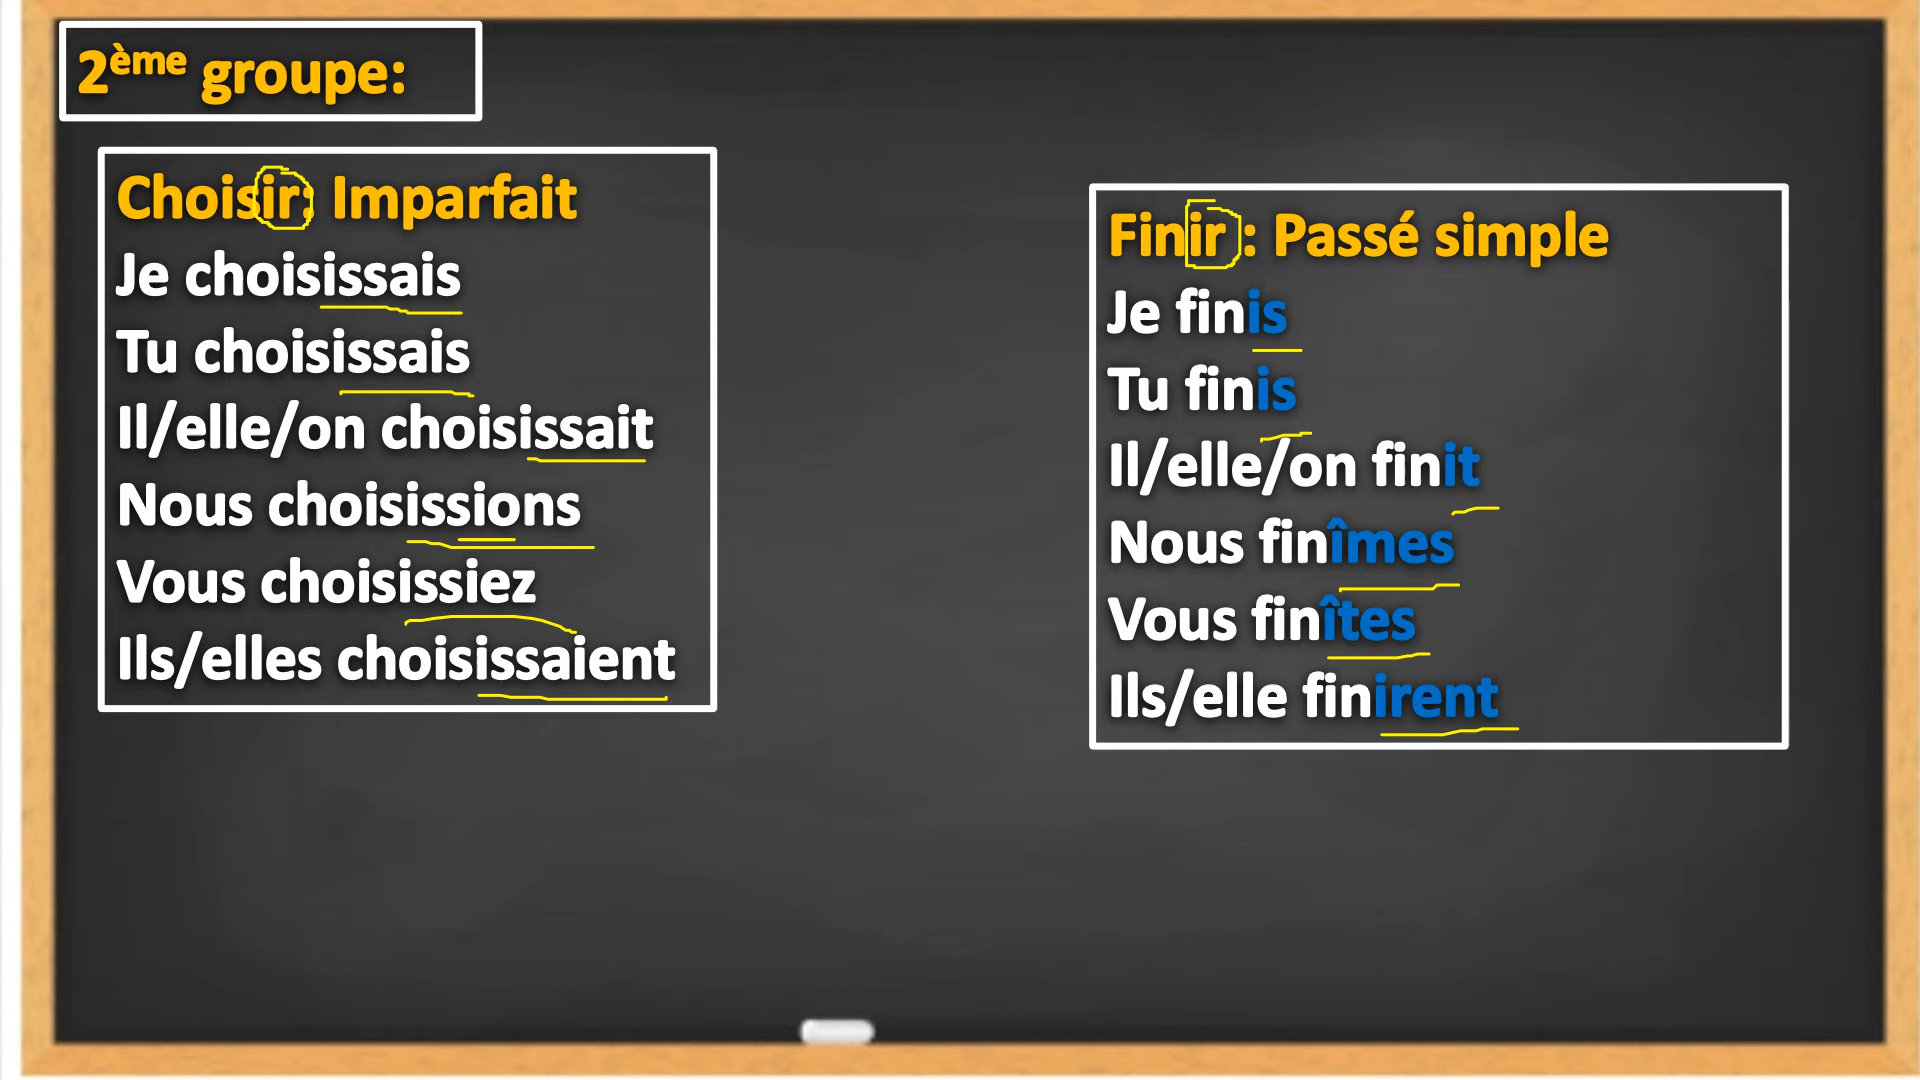 2ème groupe:
Choisir: Imparfait
Je choisissais
Tu choisissais
Il/elle/on choisissait
Nous choisissions
Vous choisissiez
Ils/elles choisissaient
Finir : Passé simple
Je finis
Tu finis
Il/elle/on finit
Nous finîmes
Vous finîtes
Ils/elle finirent